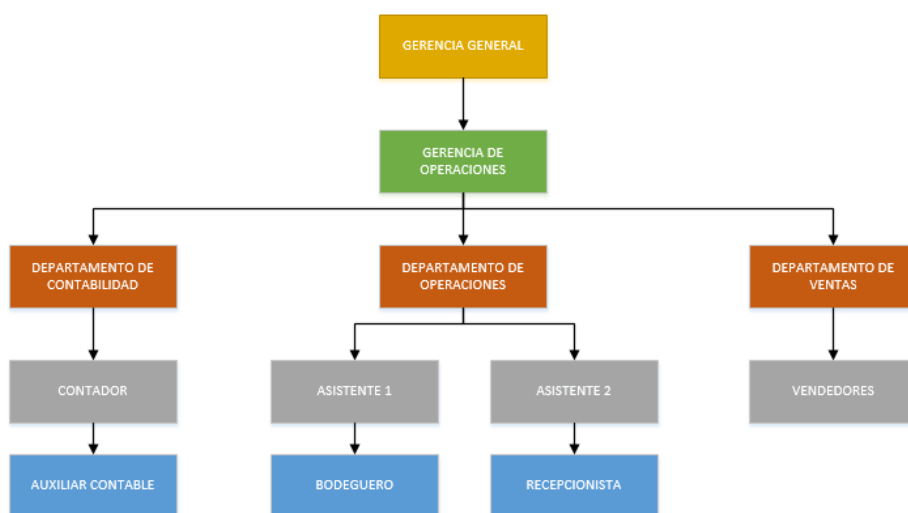 GERENCIA GENERAL
GERENCIA DE
OPERACIONES
DEPARTAMENTO DE
CONTABILIDAD
DEPARTAMENTO DE
OPERACIONES
DEPARTAMENTO DE
VENTAS
CONTADOR
ASISTENTE 1
ASISTENTE 2
VENDEDORES
AUXILIAR CONTABLE
BODEGUERO
RECEPCIONISTA